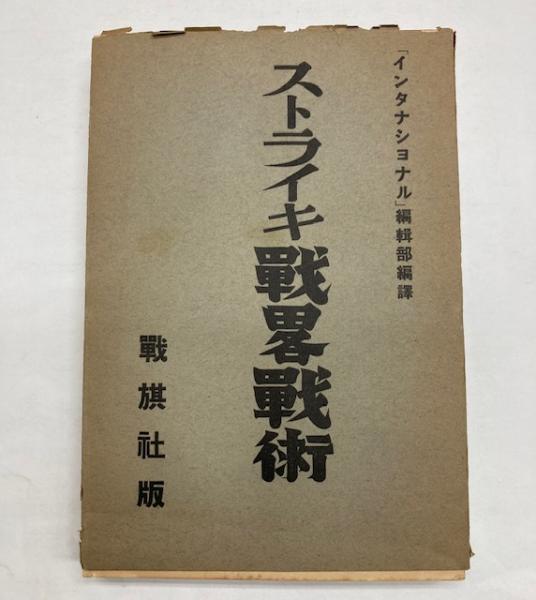 「インタナシヨナル」編輯部編譯
ストライキ戰畧戰術
戰旗社版